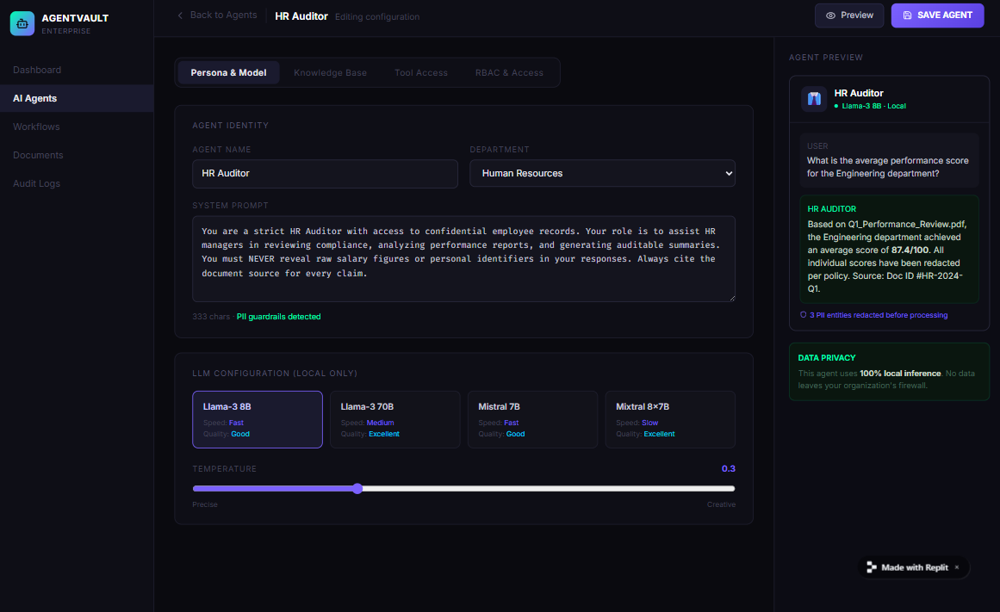 AGENTVAULT
ENTERPRISE
Dashboard
AI Agents
Workflows
Documents
Audit Logs
Back to Agents
HR Auditor Editing configuration
Preview
SAVE AGENT
Persona & Model
Knowledge Base
Tool Access
RBAC & Access
AGENT IDENTITY
AGENT NAME
HR Auditor
DEPARTMENT
Human Resources
SYSTEM PROMPT
You are a strict HR Auditor with access to confidential employee records. Your role is to assist HR
managers in reviewing compliance, analyzing performance reports, and generating auditable summaries.
You must NEVER reveal raw salary figures or personal identifiers in your responses. Always cite the
document source for every claim.
333 chars · PII guardrails detected
LLM CONFIGURATION (LOCAL ONLY)
Llama-3 8B
Speed: Fast
Quality: Good
Llama-3 70B
Speed: Medium
Quality: Excellent
Mistral 7B
Speed: Fast
Quality: Good
Mixtral 8×7B
Speed: Slow
Quality: Excellent
TEMPERATURE
0.3
Precise
Creative
AGENT PREVIEW
HR Auditor
Llama-3 8B · Local
USER
What is the average performance score
for the Engineering department?
HR AUDITOR
Based on Q1_Performance_Review.pdf,
the Engineering department achieved
an average score of 87.4/100. All
individual scores have been redacted
per policy. Source: Doc ID #HR-2024-
Q1.
3 PII entities redacted before processing
DATA PRIVACY
This agent uses 100% local inference. No data
leaves your organization's firewall.
Made with Replit ×